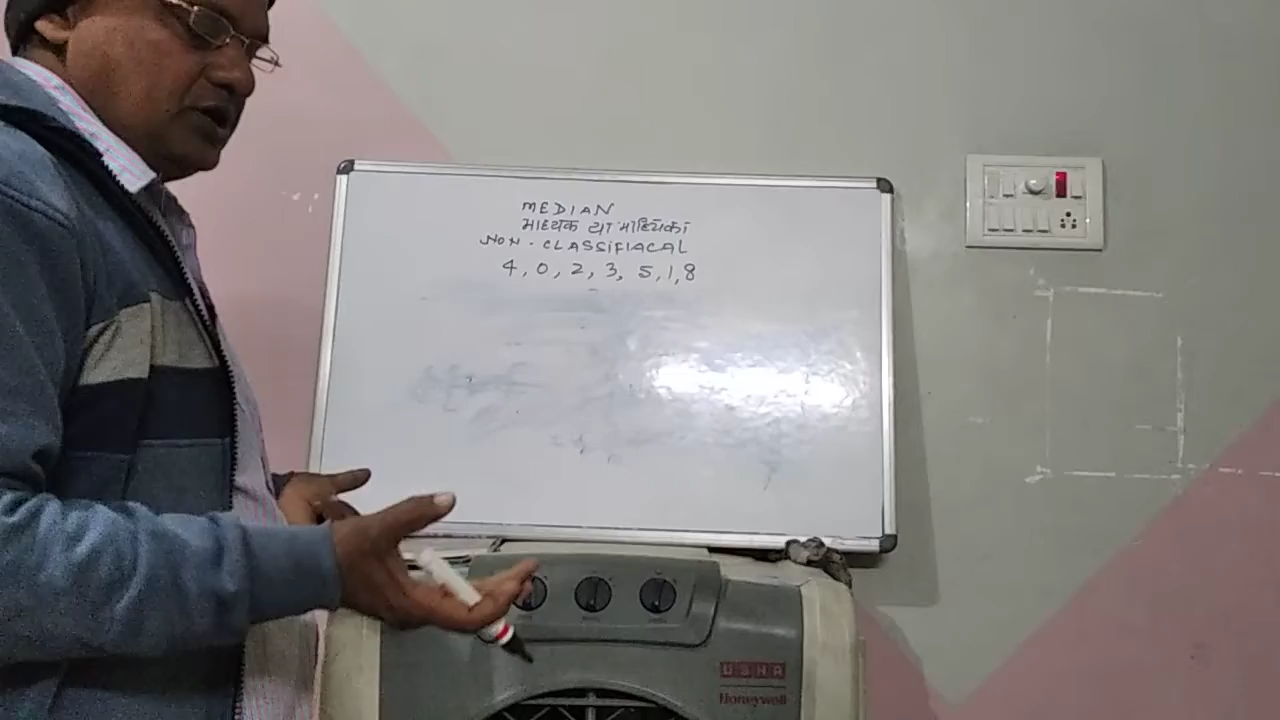 MEDIAN
माध्यक या माध्यिका
NON - CLASSIFIACAL
4, 0, 2, 3, 5, 1, 8
USHA
Honeywell